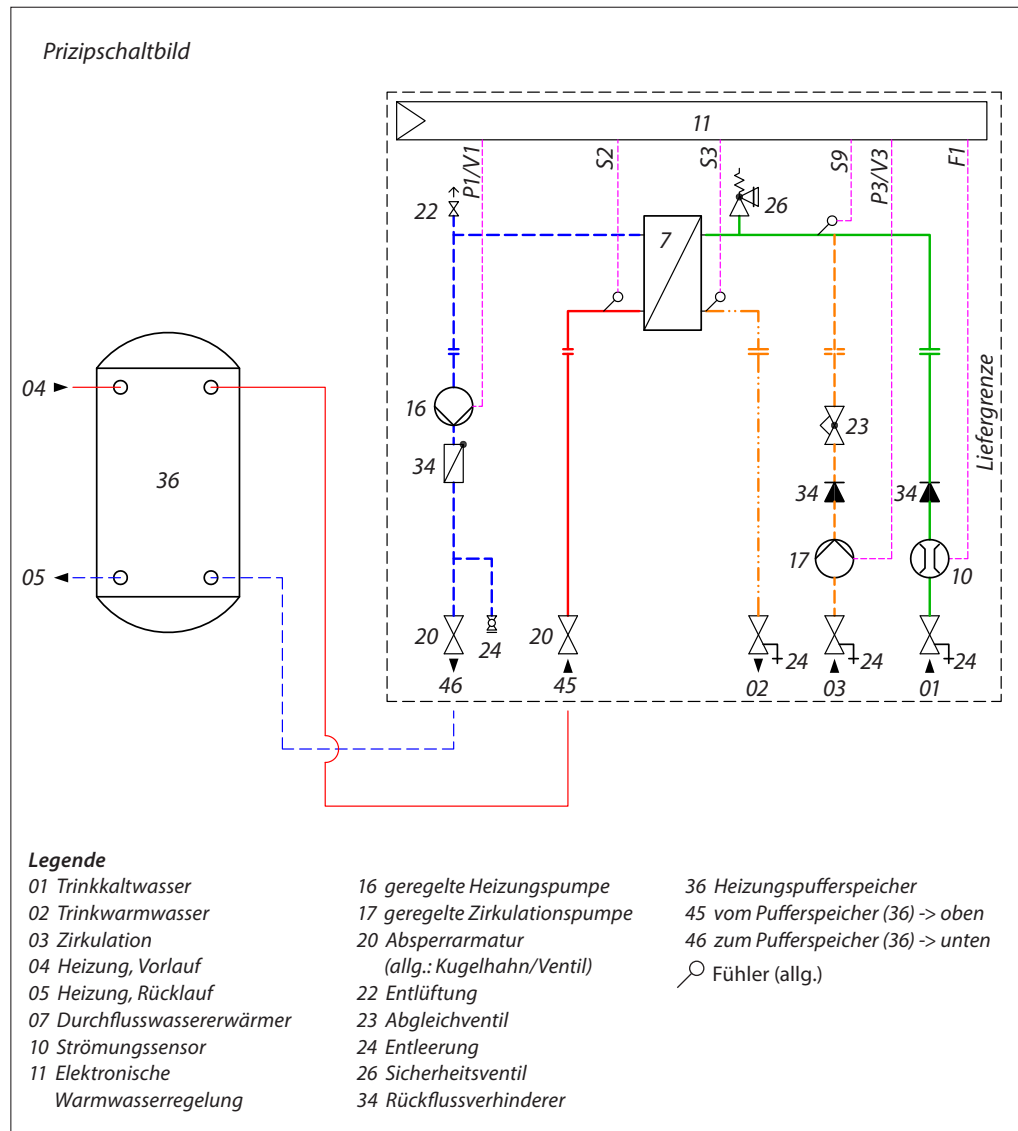 Prizipschaltbild
11
P1/V1
S2
S3
S9
P3/V3
F1
22
26
7
Liefergrenze
04
16
23
36
34
34
34
05
17
10
20
24
20
24
24
24
46
45
02
03
01
Legende
01 Trinkkaltwasser
02 Trinkwarmwasser
03 Zirkulation
04 Heizung, Vorlauf
05 Heizung, Rücklauf
07 Durchflusswassererwärmer
10 Strömungssensor
11 Elektronische
Warmwasserregelung
16 geregelte Heizungspumpe
17 geregelte Zirkulationspumpe
20 Absperrarmatur
(allg.: Kugelhahn/Ventil)
22 Entlüftung
23 Abgleichventil
24 Entleerung
26 Sicherheitsventil
34 Rückflussverhinderer
36 Heizungspufferspeicher
45 vom Pufferspeicher (36) -> oben
46 zum Pufferspeicher (36) -> unten
Fühler (allg.)